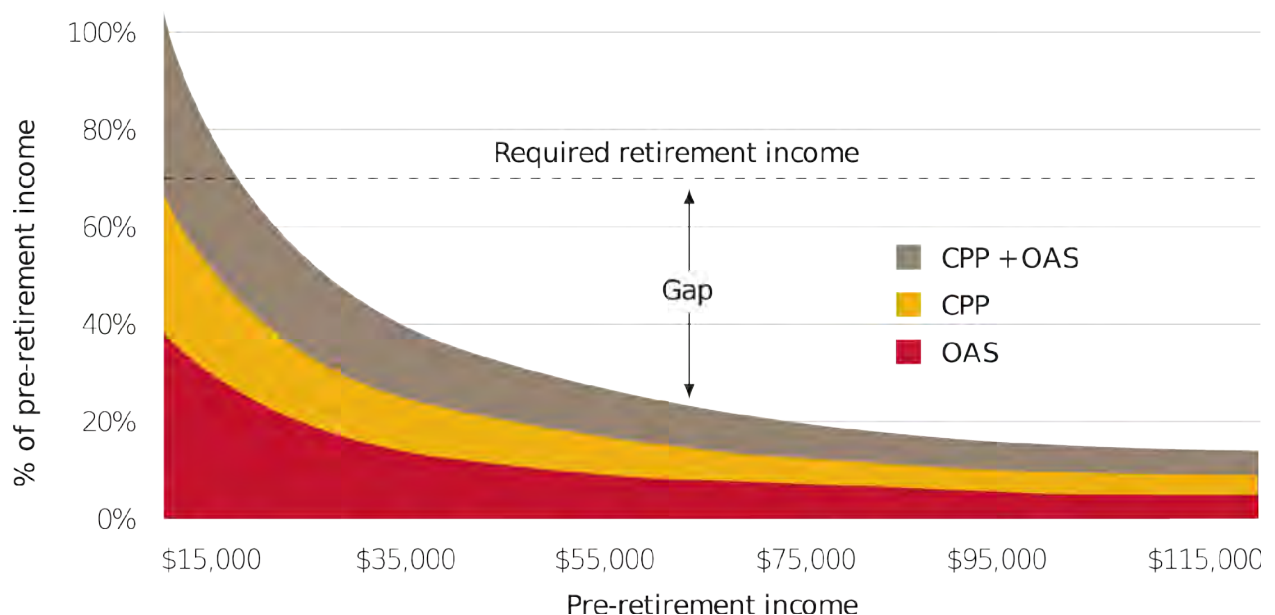 100%
80%
60%
40%
20%
0%
% of pre-retirement income
Required retirement income
Gap
CPP + OAS
CPP
OAS
$15,000 $35,000 $55,000 $75,000 $95,000 $115,000
Pre-retirement income